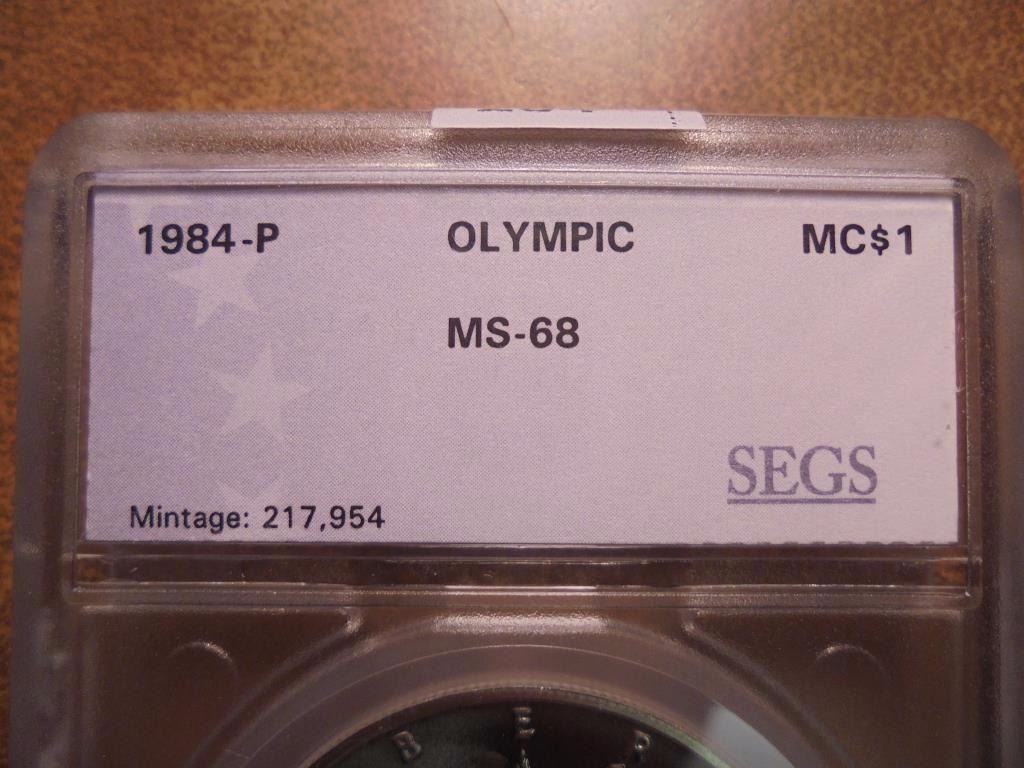 1984-P OLYMPIC MC$1
MS-68
SEGS
Mintage: 217,954
B E R